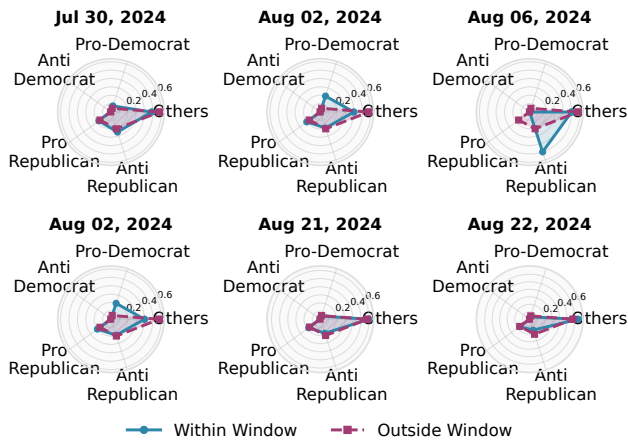 Jul 30, 2024
Pro-Democrat
Anti
Democrat
0.2 0.4 0.6
Others
Pro
Republican
Anti
Republican
Aug 02, 2024
Pro-Democrat
Anti
Democrat
0.2 0.4 0.6
Others
Pro
Republican
Anti
Republican
Aug 06, 2024
Pro-Democrat
Anti
Democrat
0.2 0.4 0.6
Others
Pro
Republican
Anti
Republican
Aug 02, 2024
Pro-Democrat
Anti
Democrat
0.2 0.4 0.6
Others
Pro
Republican
Anti
Republican
Aug 21, 2024
Pro-Democrat
Anti
Democrat
0.2 0.4 0.6
Others
Pro
Republican
Anti
Republican
Aug 22, 2024
Pro-Democrat
Anti
Democrat
0.2 0.4 0.6
Others
Pro
Republican
Anti
Republican
Within Window
Outside Window